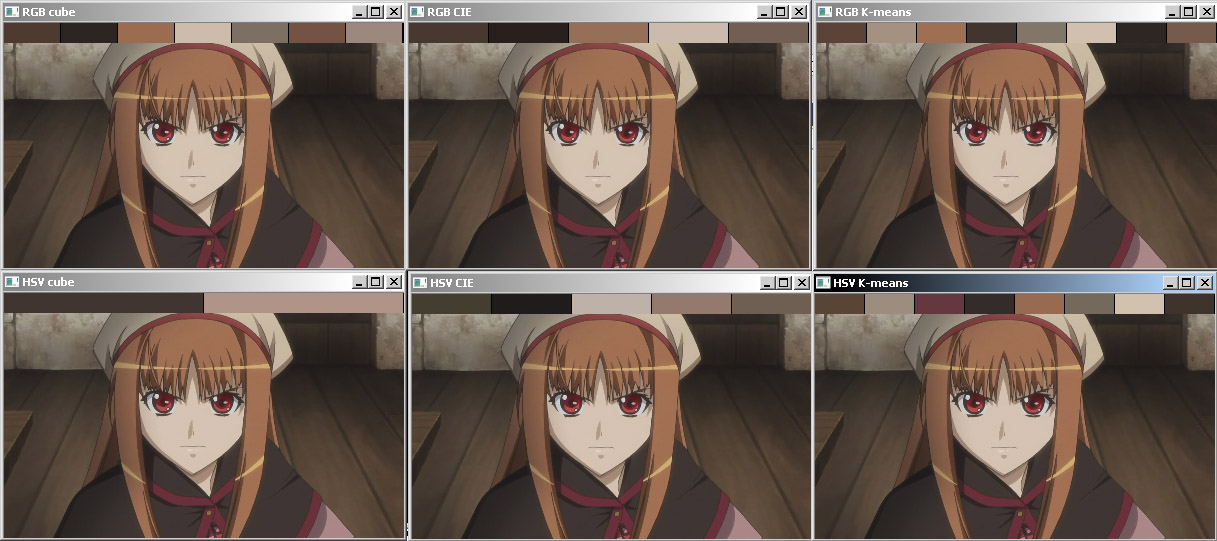 RGB cube
RGB CIE
RGB K-means
HSV cube
HSV CIE
HSV K-means